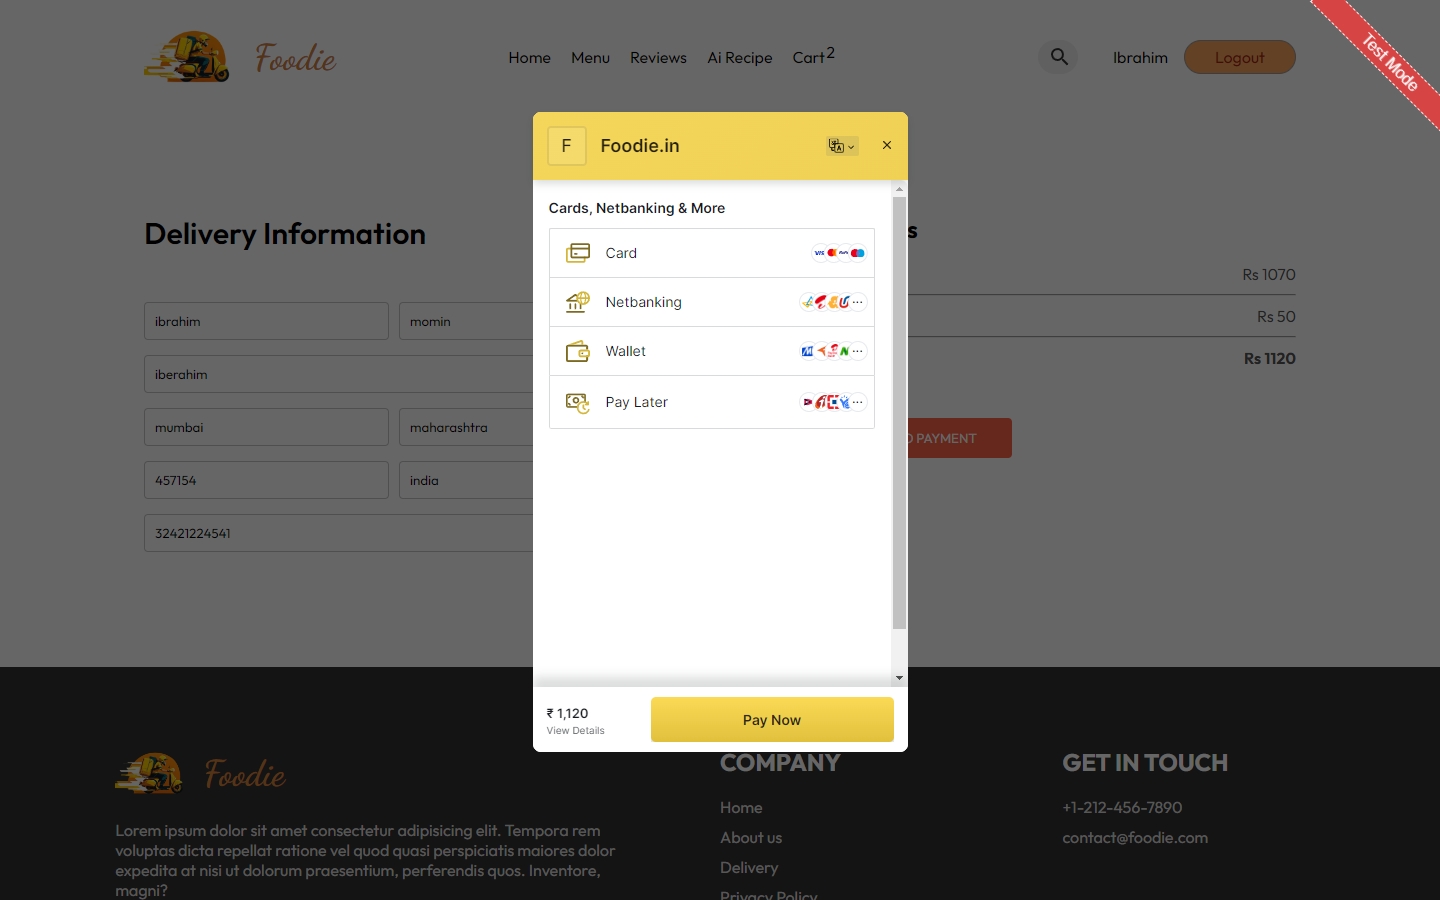 Foodie
Home
Menu
Reviews
Ai Recipe
Cart2
Ibrahim
Logout
Test Mode
F
Foodie.in
×
Cards, Netbanking & More
Card
VISA
Netbanking
Wallet
Pay Later
₹ 1,120
View Details
Pay Now
Delivery Information
ibrahim
momin
iberahim
mumbai
maharashtra
457154
india
32421224541
s
Rs 1070
Rs 50
Rs 1120
PAYMENT
Foodie
Lorem ipsum dolor sit amet consectetur adipisicing elit. Tempora rem
voluptas dicta repellat ratione vel quod quasi perspiciatis maiores dolor
expedita at nisi ut dolorum praesentium, perferendis quos. Inventore,
magni?
COMPANY
Home
About us
Delivery
Privacy Policy
GET IN TOUCH
+1-212-456-7890
contact@foodie.com